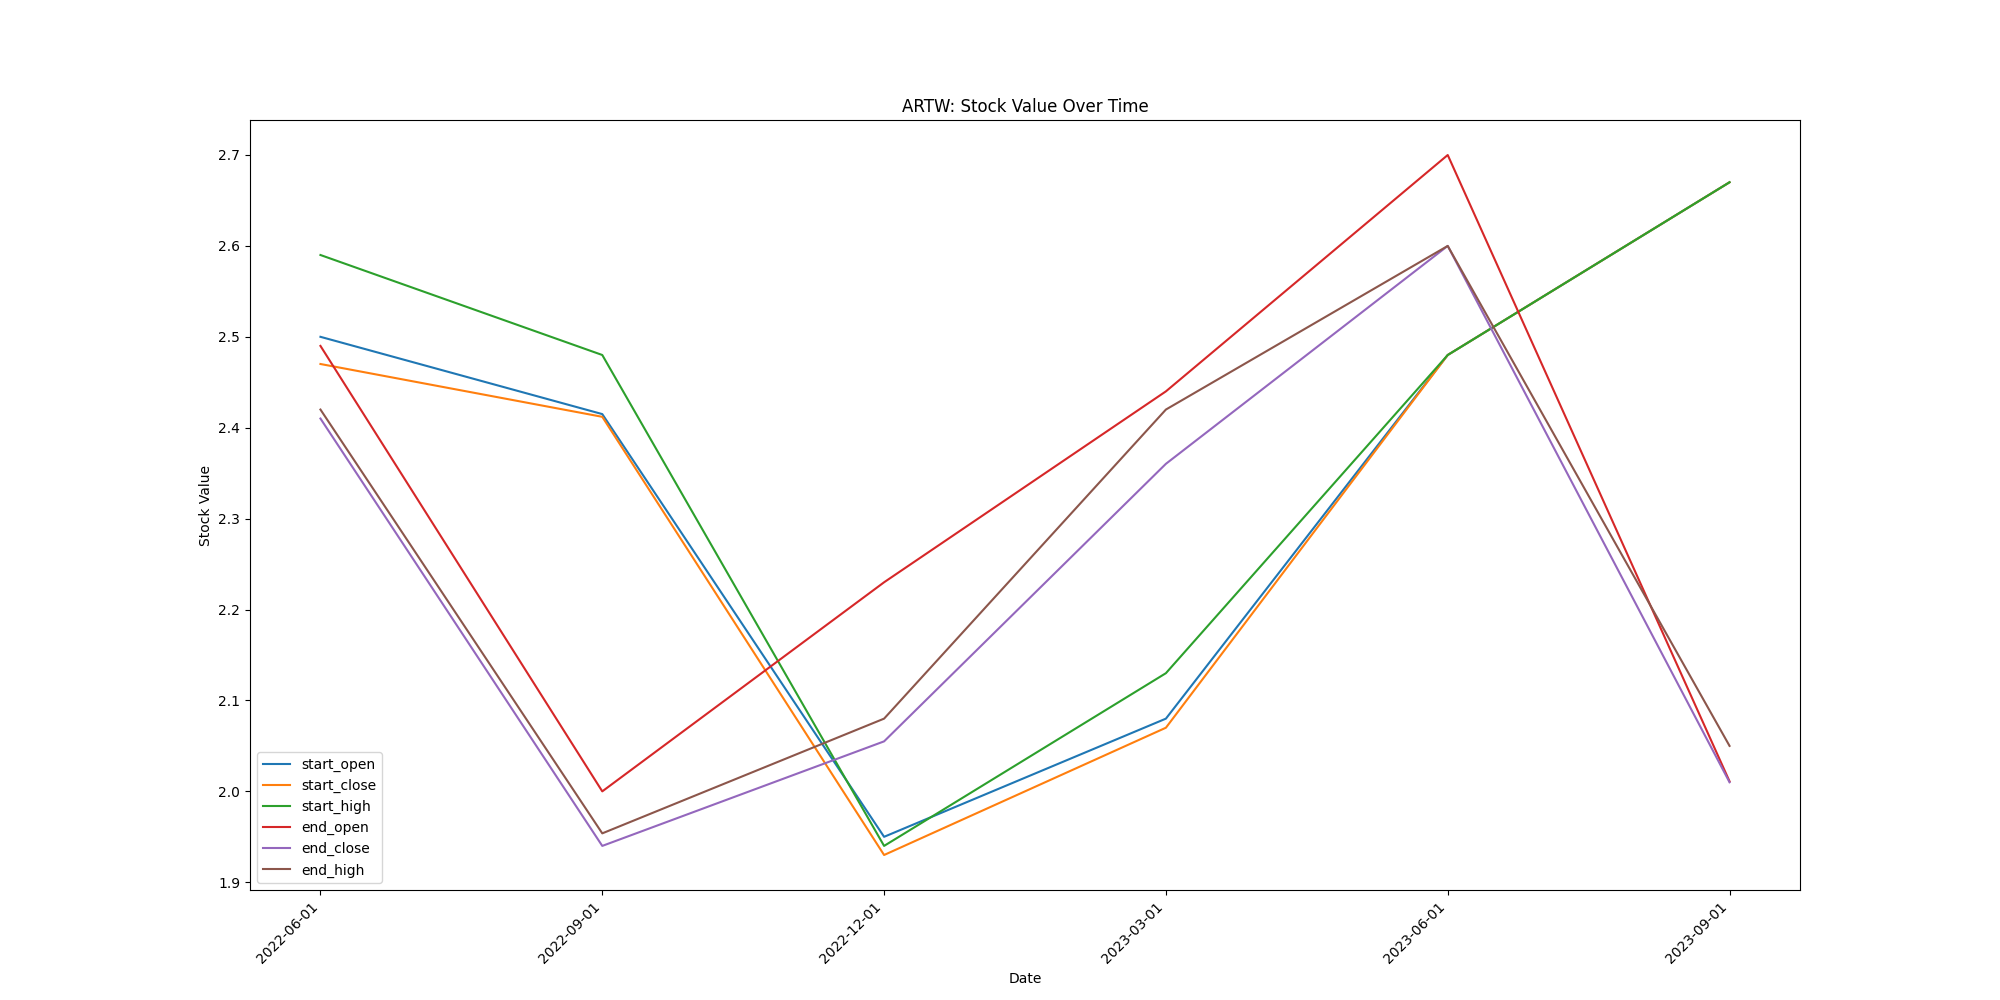 ARTW: Stock Value Over Time
Stock Value
2.7
2.6
2.5
2.4
2.3
2.2
2.1
2.0
1.9
start_open
start_close
start_high
end_open
end_close
end_high
2022-06-01
2022-09-01
2022-12-01
2023-03-01
2023-06-01
2023-09-01
Date